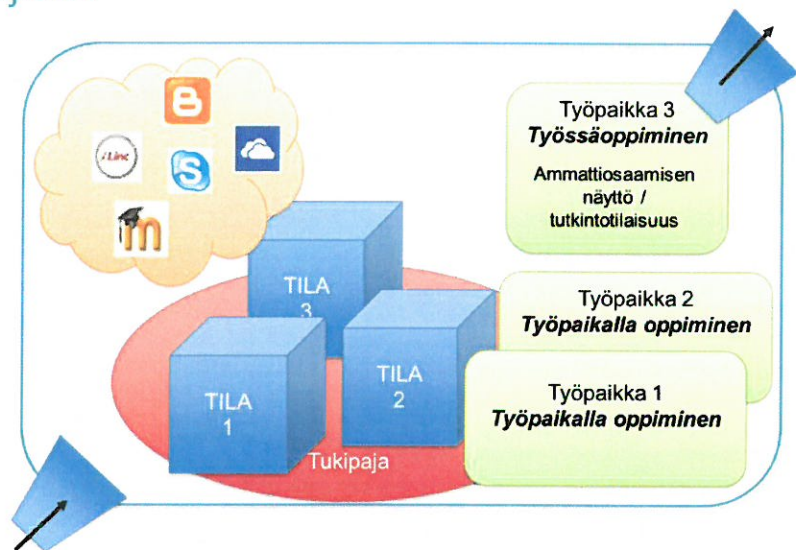 iLinc
Työpaikka 3
Työssäoppiminen
Ammattiosaamisen
näyttö /
tutkintotilaisuus
TILA
3
Työpaikka 2
Työpaikalla oppiminen
TILA
2
TILA
1
Työpaikka 1
Työpaikalla oppiminen
Tukipaja